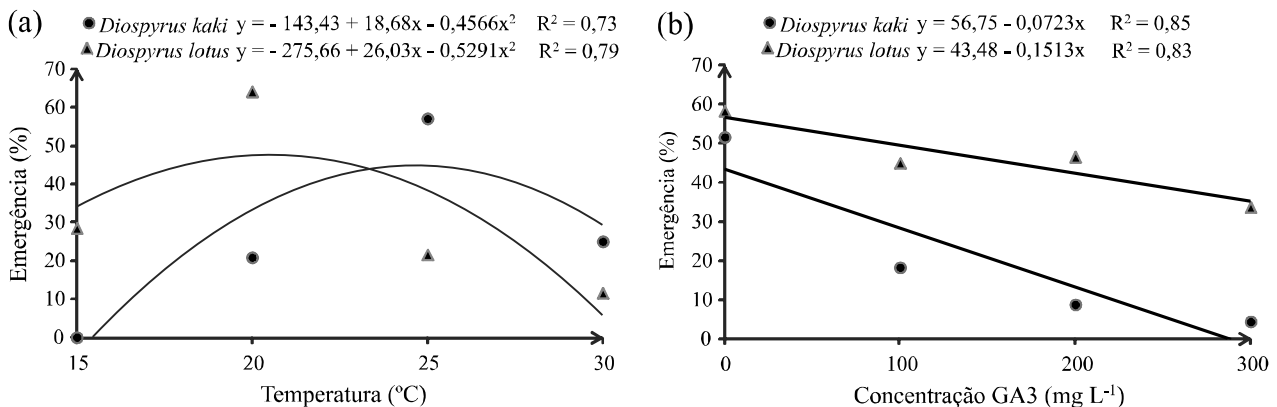 (a)
● Diospyrus kaki y = - 143,43 + 18,68x - 0,4566x² R² = 0,73
▲ Diospyrus lotus y = - 275,66 + 26,03x - 0,5291x² R² = 0,79
Emergência (%)
70
60
50
40
30
20
10
0
15 20 25 30
Temperatura (ºC)
(b)
● Diospyrus kaki y = 56,75 - 0,0723x R² = 0,85
▲ Diospyrus lotus y = 43,48 - 0,1513x R² = 0,83
Emergência (%)
70
60
50
40
30
20
10
0
0 100 200 300
Concentração GA3 (mg L⁻¹)